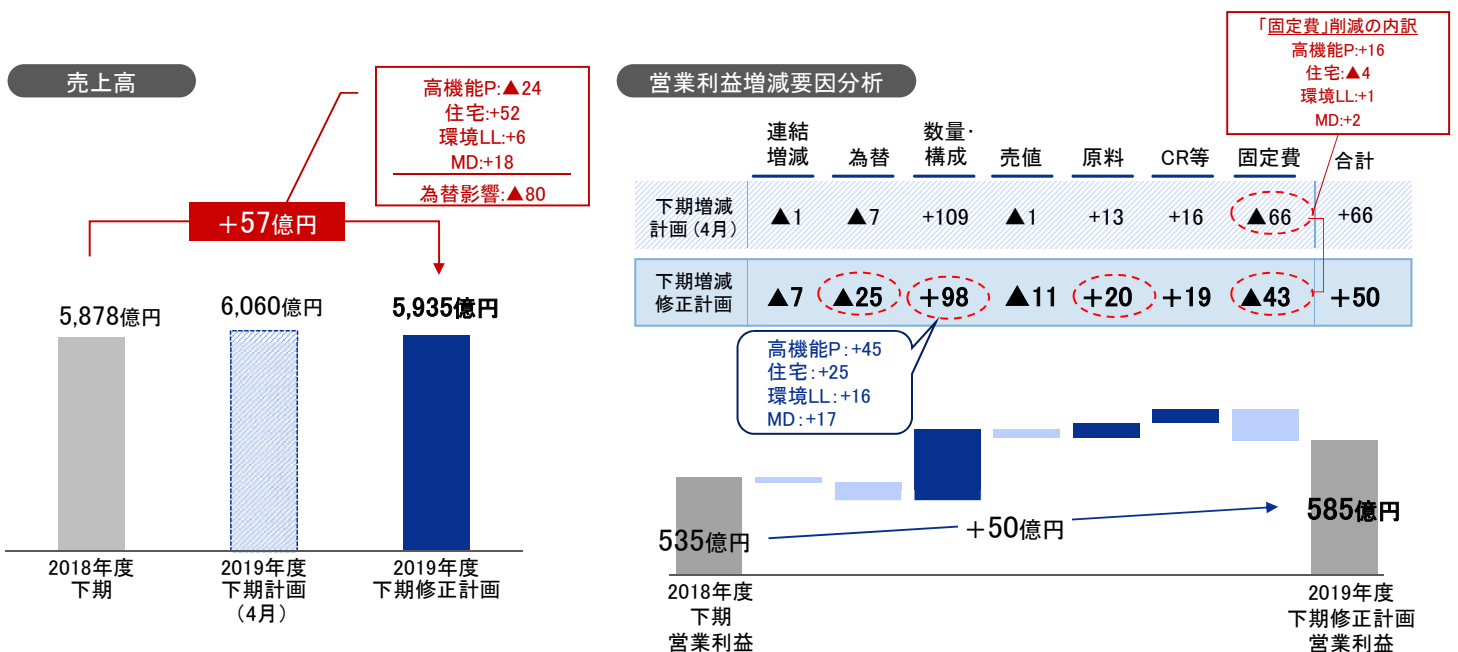 売上高
高機能P:▲24
住宅:+52
環境LL:+6
MD:+18
為替影響:▲80
+57億円
5,878億円
6,060億円
5,935億円
2018年度
下期
2019年度
下期計画
(4月)
2019年度
下期修正計画
営業利益増減要因分析
「固定費」削減の内訳
高機能P:+16
住宅:▲4
環境LL:+1
MD:+2
連結
増減
為替
数量・
構成
売値
原料
CR等
固定費
合計
下期増減
計画(4月)
▲1 ▲7 +109 ▲1 +13 +16 ▲66 +66
下期増減
修正計画
▲7 ▲25 +98 ▲11 +20 +19 ▲43 +50
高機能P:+45
住宅:+25
環境LL:+16
MD:+17
535億円
+50億円
585億円
2018年度
下期
営業利益
2019年度
下期修正計画
営業利益